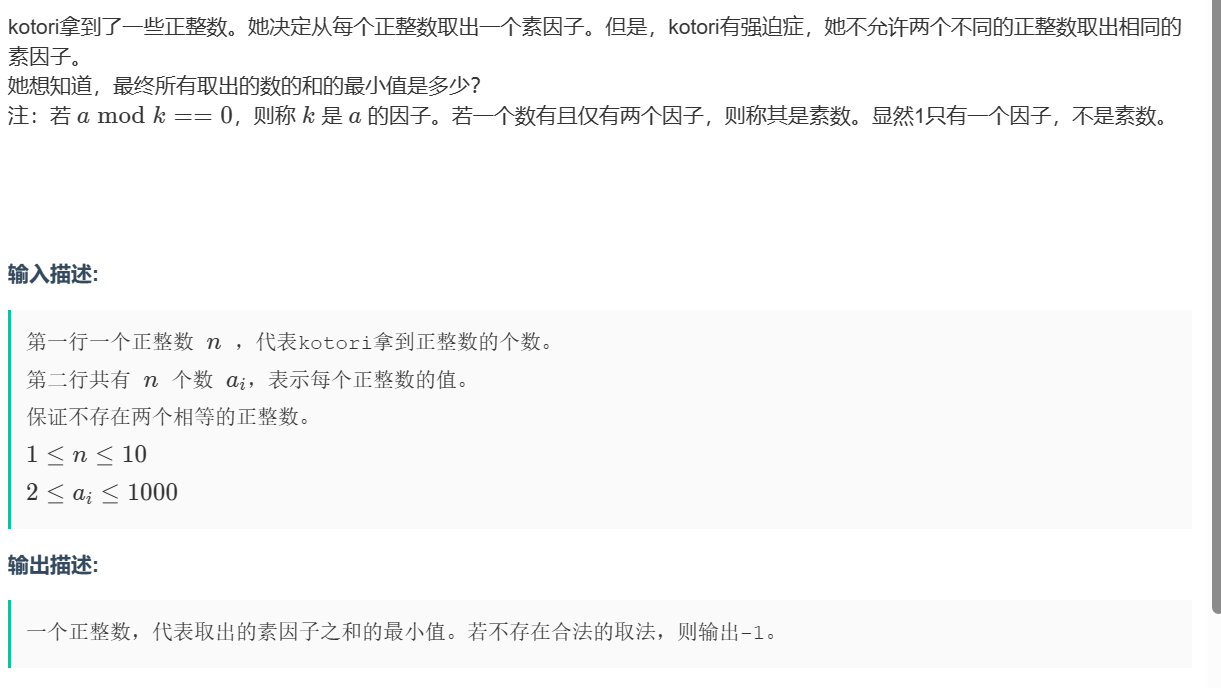 kotori拿到了一些正整数。她决定从每个正整数取出一个素因子。但是，kotori有强迫症，她不允许两个不同的正整数取出相同的
素因子。
她想知道，最终所有取出的数的和的最小值是多少？
注：若 a mod k == 0，则称 k 是 a 的因子。若一个数有且仅有两个因子，则称其是素数。显然1只有一个因子，不是素数。
输入描述:
第一行一个正整数 n ，代表kotori拿到正整数的个数。
第二行共有 n 个数 aᵢ，表示每个正整数的值。
保证不存在两个相等的正整数。
1 ≤ n ≤ 10
2 ≤ aᵢ ≤ 1000
输出描述:
一个正整数，代表取出的素因子之和的最小值。若不存在合法的取法，则输出-1。